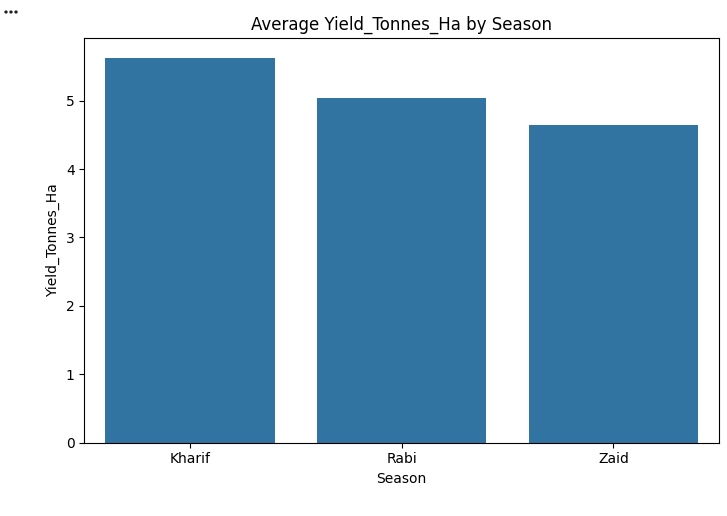 Average Yield_Tonnes_Ha by Season
Yield_Tonnes_Ha
5
4
3
2
1
0
Kharif Rabi Zaid
Season